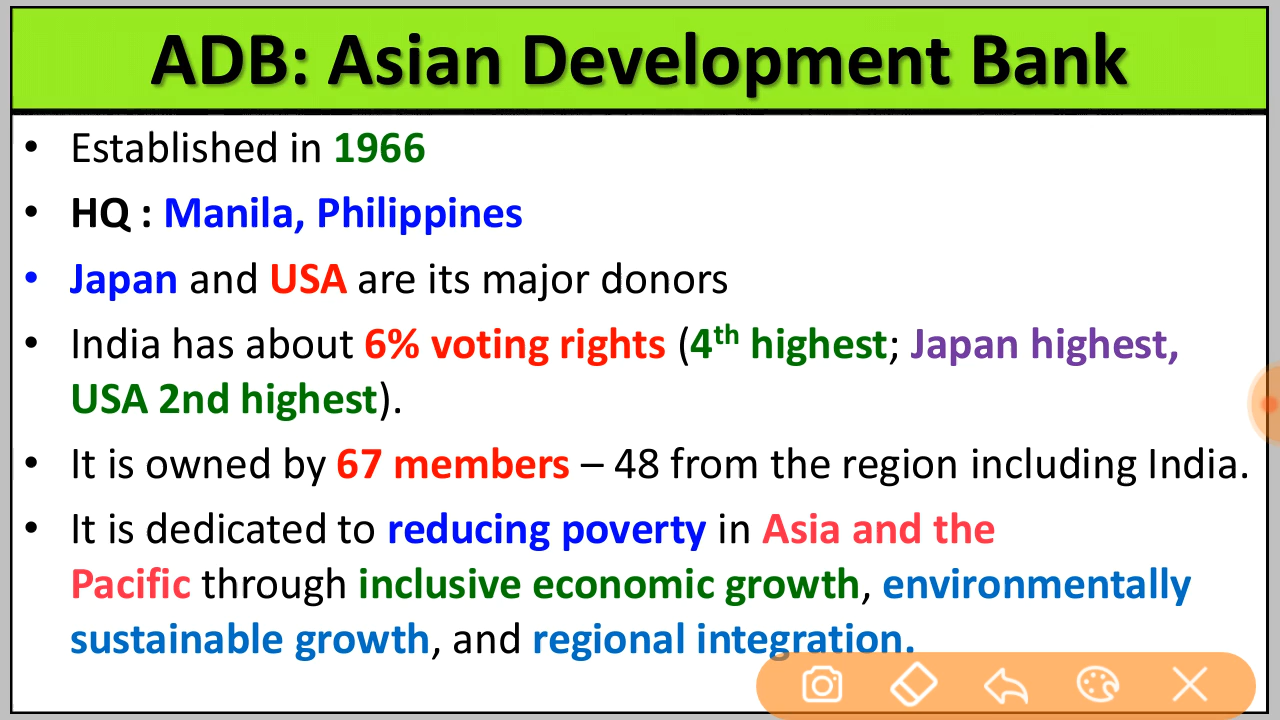 ADB: Asian Development Bank
• Established in 1966
• HQ : Manila, Philippines
• Japan and USA are its major donors
• India has about 6% voting rights (4th highest; Japan highest,
USA 2nd highest).
• It is owned by 67 members – 48 from the region including India.
• It is dedicated to reducing poverty in Asia and the
Pacific through inclusive economic growth, environmentally
sustainable growth, and regional integration.